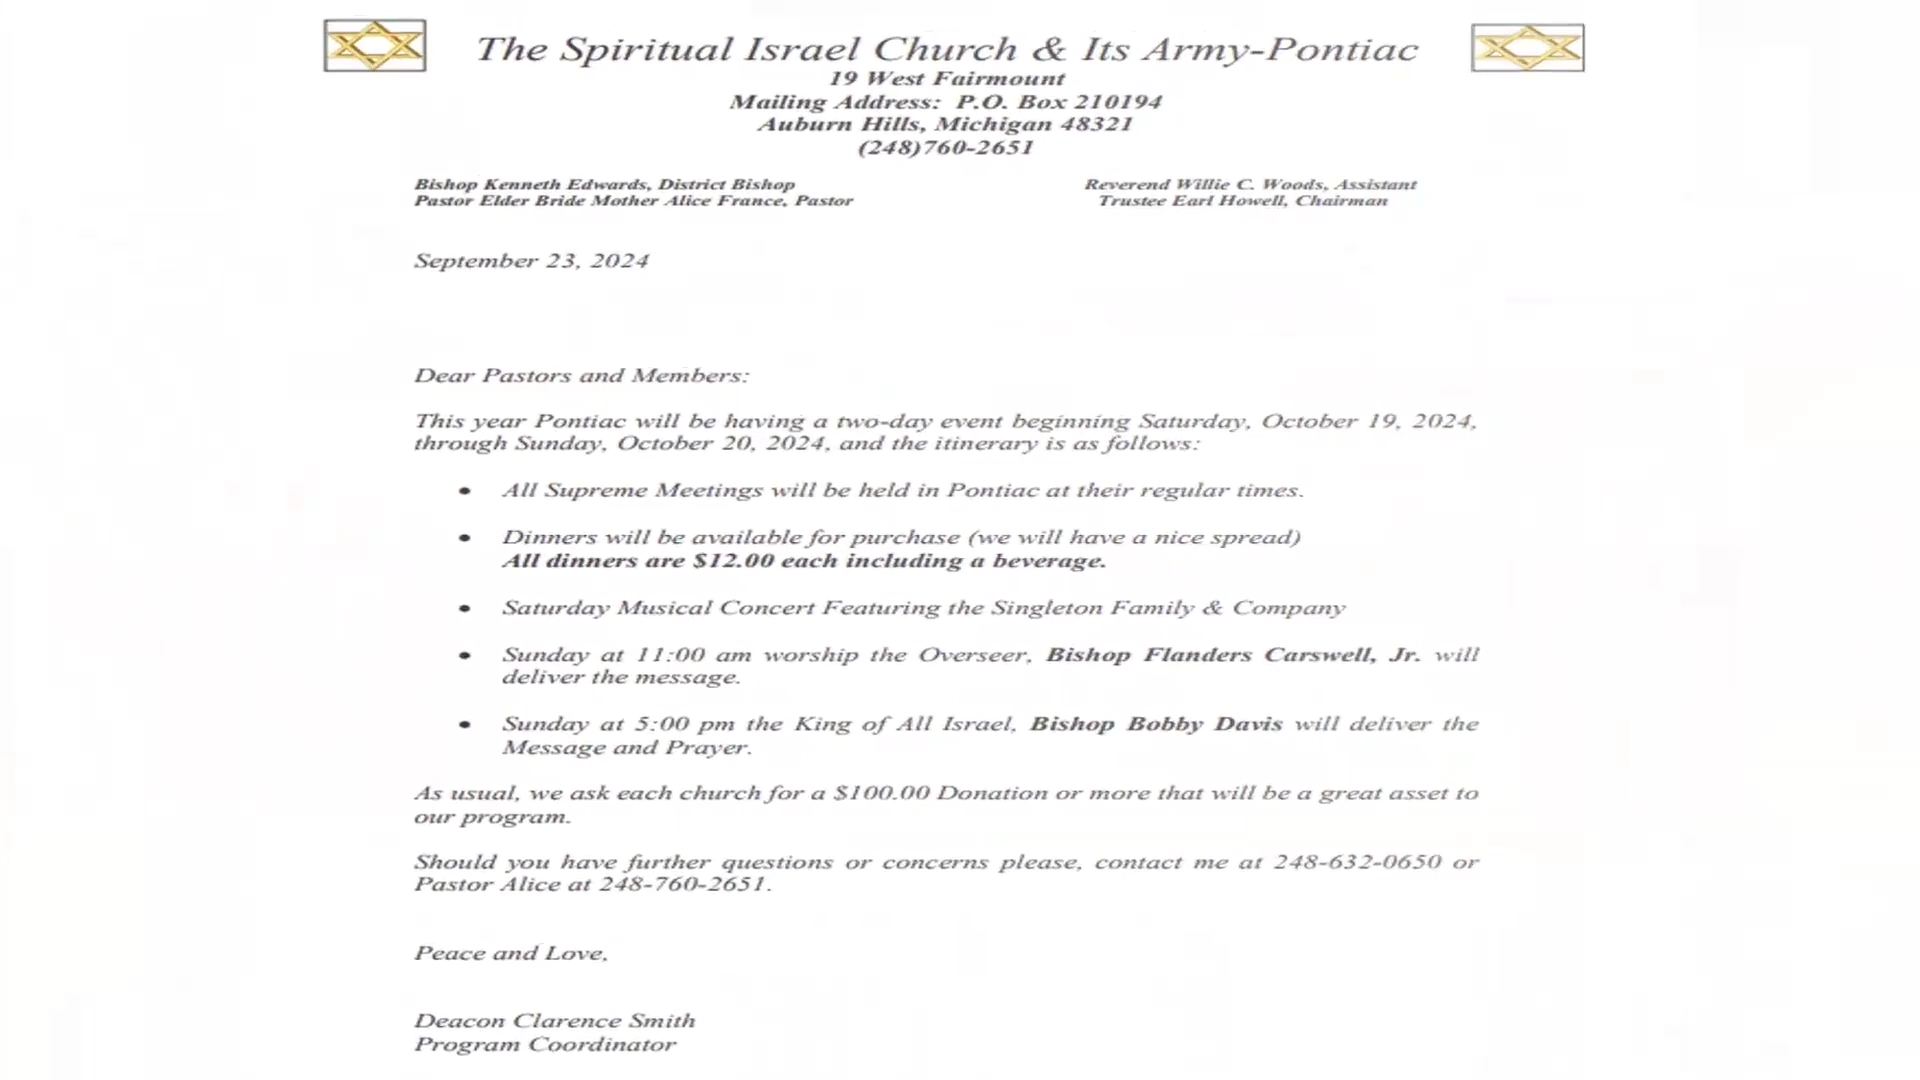 The Spiritual Israel Church & Its Army-Pontiac
19 West Fairmount
Mailing Address: P.O. Box 210194
Auburn Hills, Michigan 48321
(248)760-2651
Bishop Kenneth Edwards, District Bishop
Pastor Elder Bride Mother Alice France, Pastor
Reverend Willie C. Woods, Assistant
Trustee Earl Howell, Chairman
September 23, 2024
Dear Pastors and Members:
This year Pontiac will be having a two-day event beginning Saturday, October 19, 2024,
through Sunday, October 20, 2024, and the itinerary is as follows:
• All Supreme Meetings will be held in Pontiac at their regular times.
• Dinners will be available for purchase (we will have a nice spread)
All dinners are $12.00 each including a beverage.
• Saturday Musical Concert Featuring the Singleton Family & Company
• Sunday at 11:00 am worship the Overseer, Bishop Flanders Carswell, Jr. will
deliver the message.
• Sunday at 5:00 pm the King of All Israel, Bishop Bobby Davis will deliver the
Message and Prayer.
As usual, we ask each church for a $100.00 Donation or more that will be a great asset to
our program.
Should you have further questions or concerns please, contact me at 248-632-0650 or
Pastor Alice at 248-760-2651.
Peace and Love,
Deacon Clarence Smith
Program Coordinator